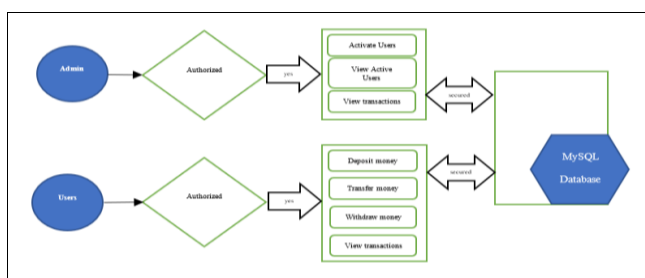 Admin
Authorized
yes
Activate Users
View Active
Users
View transactions
secured
Users
Authorized
yes
Deposit money
Transfer money
Withdraw money
View transactions
secured
MySQL
Database